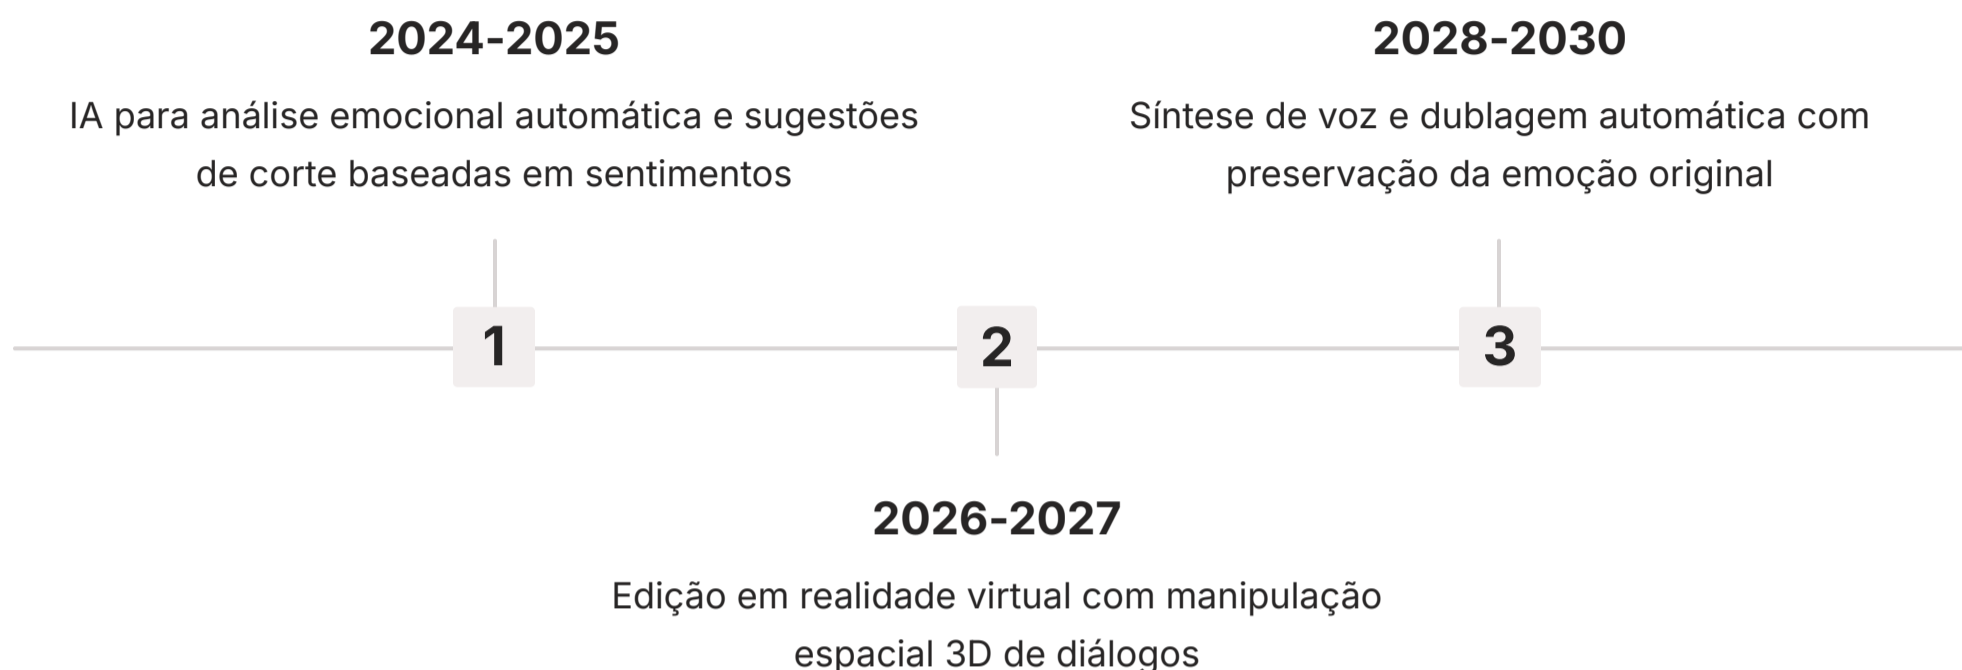 2024-2025
IA para análise emocional automática e sugestões
de corte baseadas em sentimentos
2028-2030
Síntese de voz e dublagem automática com
preservação da emoção original
1
2
3
2026-2027
Edição em realidade virtual com manipulação
espacial 3D de diálogos